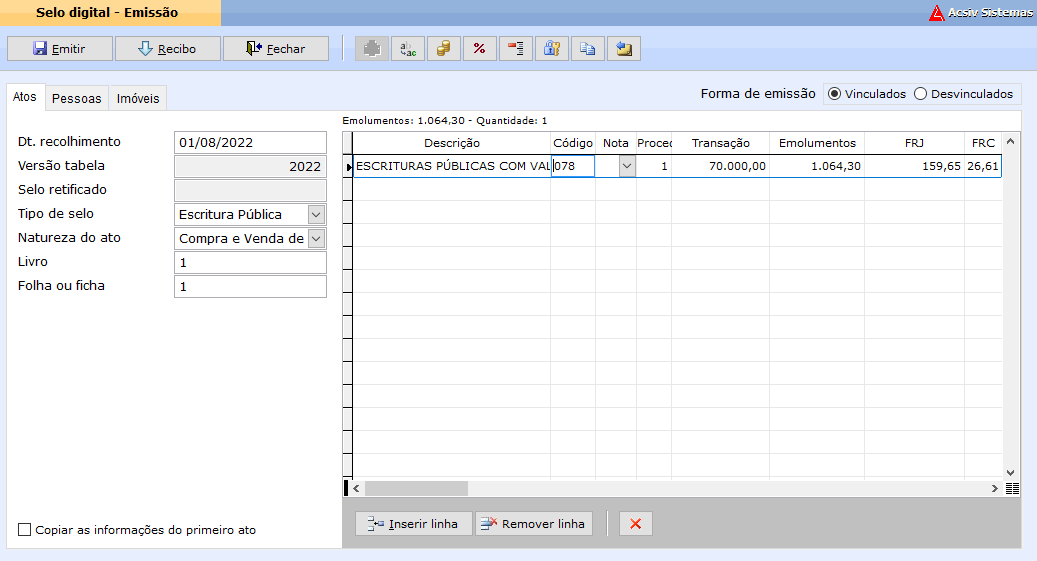 Selo digital - Emissão
Acsiv Sistemas
Emitir
Recibo
Fechar
Atos
Pessoas
Imóveis
Forma de emissão
Vinculados
Desvinculados
Dt. recolhimento 01/08/2022
Versão tabela 2022
Selo retificado
Tipo de selo Escritura Pública
Natureza do ato Compra e Venda de
Livro 1
Folha ou ficha 1
Copiar as informações do primeiro ato
Emolumentos: 1.064,30 - Quantidade: 1
Descrição Código Nota Proced Transação Emolumentos FRJ FRC
ESCRITURAS PÚBLICAS COM VAL 078 1 70.000,00 1.064,30 159,65 26,61
Inserir linha
Remover linha